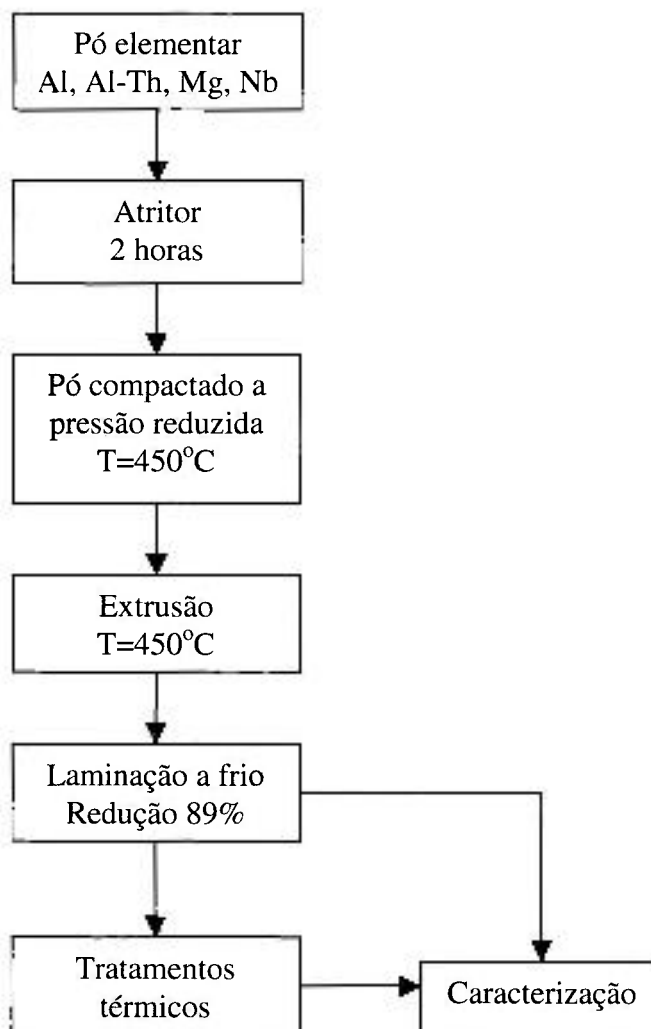 Pó elementar
Al, Al-Th, Mg, Nb
Atritor
2 horas
Pó compactado a
pressão reduzida
T=450°C
Extrusão
T=450°C
Laminação a frio
Redução 89%
Tratamentos
térmicos
Caracterização